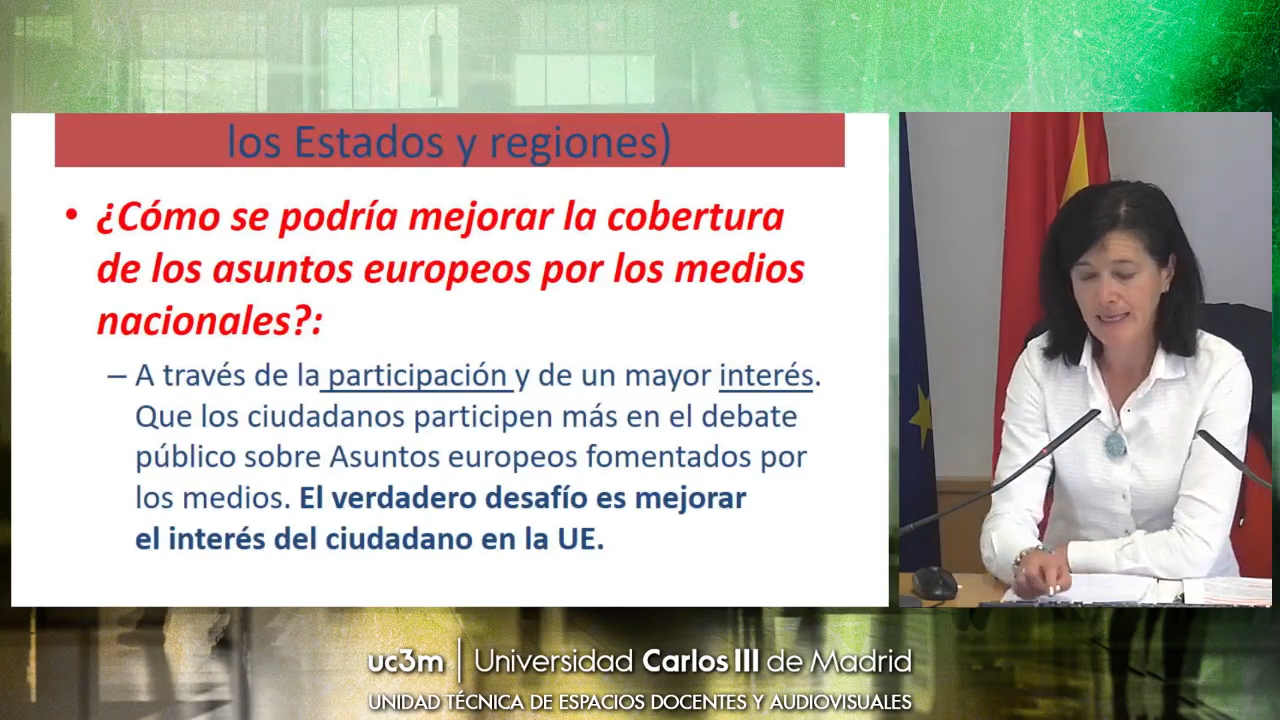 los Estados y regiones)
• ¿Cómo se podría mejorar la cobertura
de los asuntos europeos por los medios
nacionales?:
– A través de la participación y de un mayor interés.
Que los ciudadanos participen más en el debate
público sobre Asuntos europeos fomentados por
los medios. El verdadero desafío es mejorar
el interés del ciudadano en la UE.
uc3m | Universidad Carlos III de Madrid
UNIDAD TÉCNICA DE ESPACIOS DOCENTES Y AUDIOVISUALES